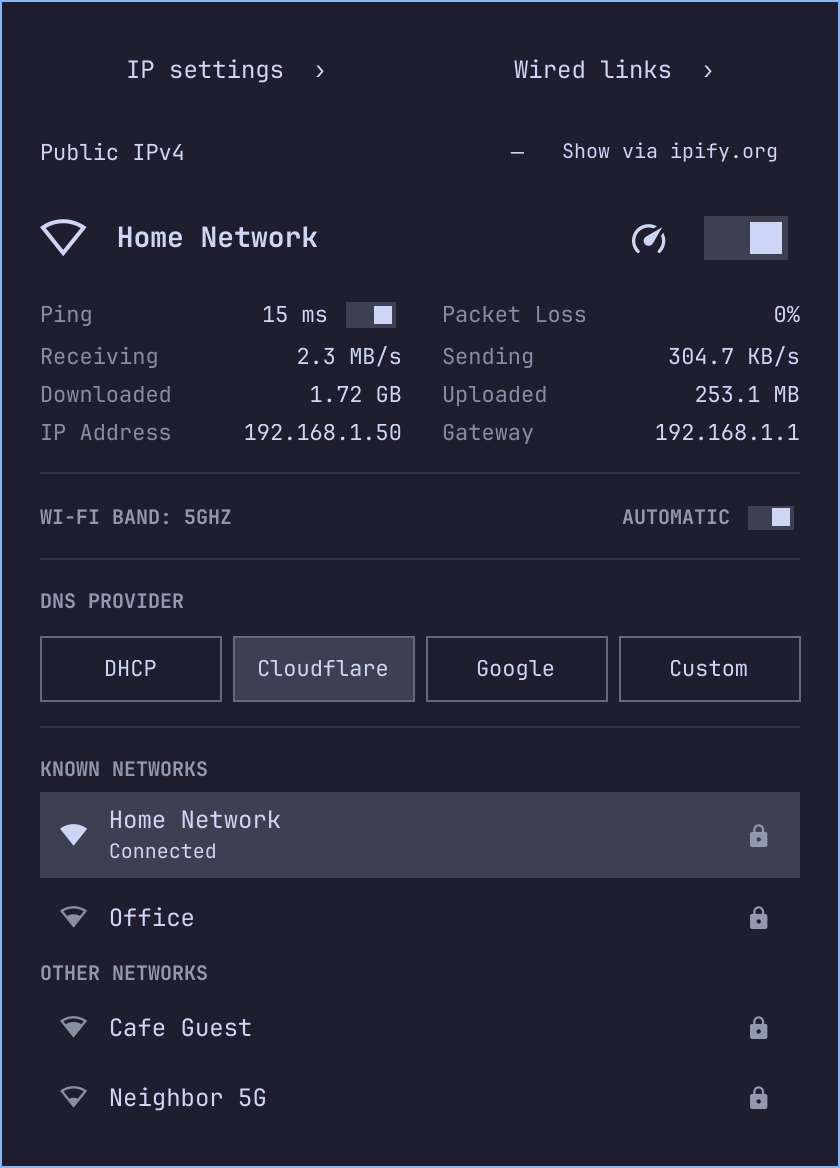 IP settings › Wired links ›
Public IPv4 — Show via ipify.org
Home Network
Ping 15 ms Packet Loss 0%
Receiving 2.3 MB/s Sending 304.7 KB/s
Downloaded 1.72 GB Uploaded 253.1 MB
IP Address 192.168.1.50 Gateway 192.168.1.1
WI-FI BAND: 5GHZ AUTOMATIC
DNS PROVIDER
DHCP Cloudflare Google Custom
KNOWN NETWORKS
Home Network
Connected
Office
OTHER NETWORKS
Cafe Guest
Neighbor 5G